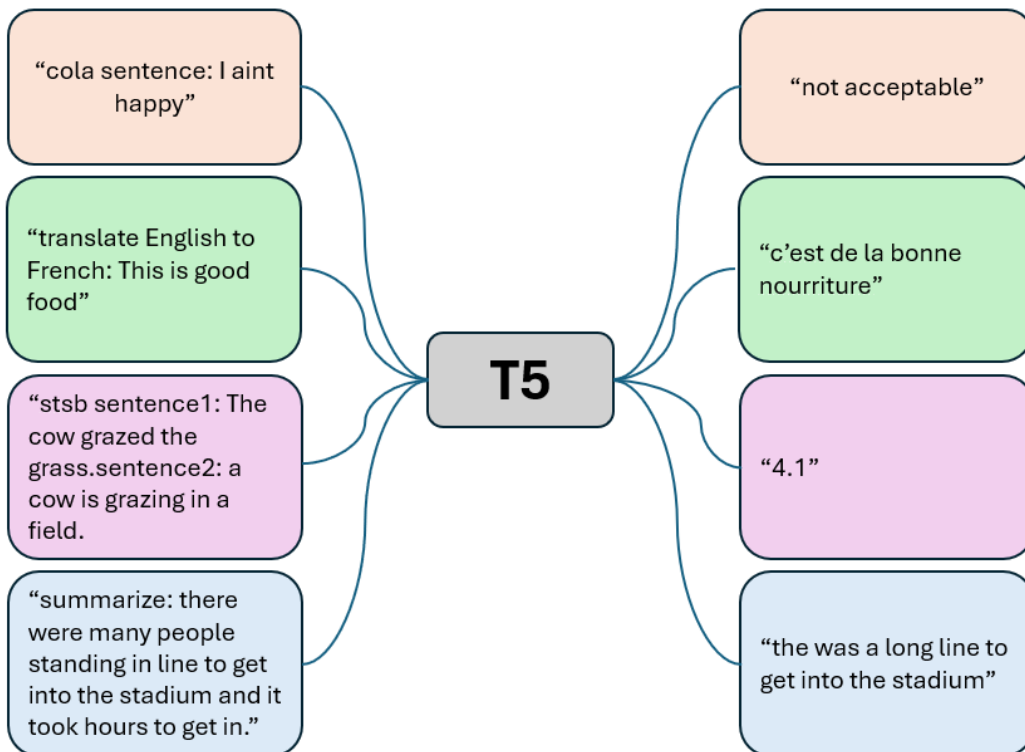 “cola sentence: I aint
happy”
“not acceptable”
“translate English to
French: This is good
food”
“c’est de la bonne
nourriture”
T5
“stsb sentence1: The
cow grazed the
grass.sentence2: a
cow is grazing in a
field.
“4.1”
“summarize: there
were many people
standing in line to get
into the stadium and it
took hours to get in.”
“the was a long line to
get into the stadium”